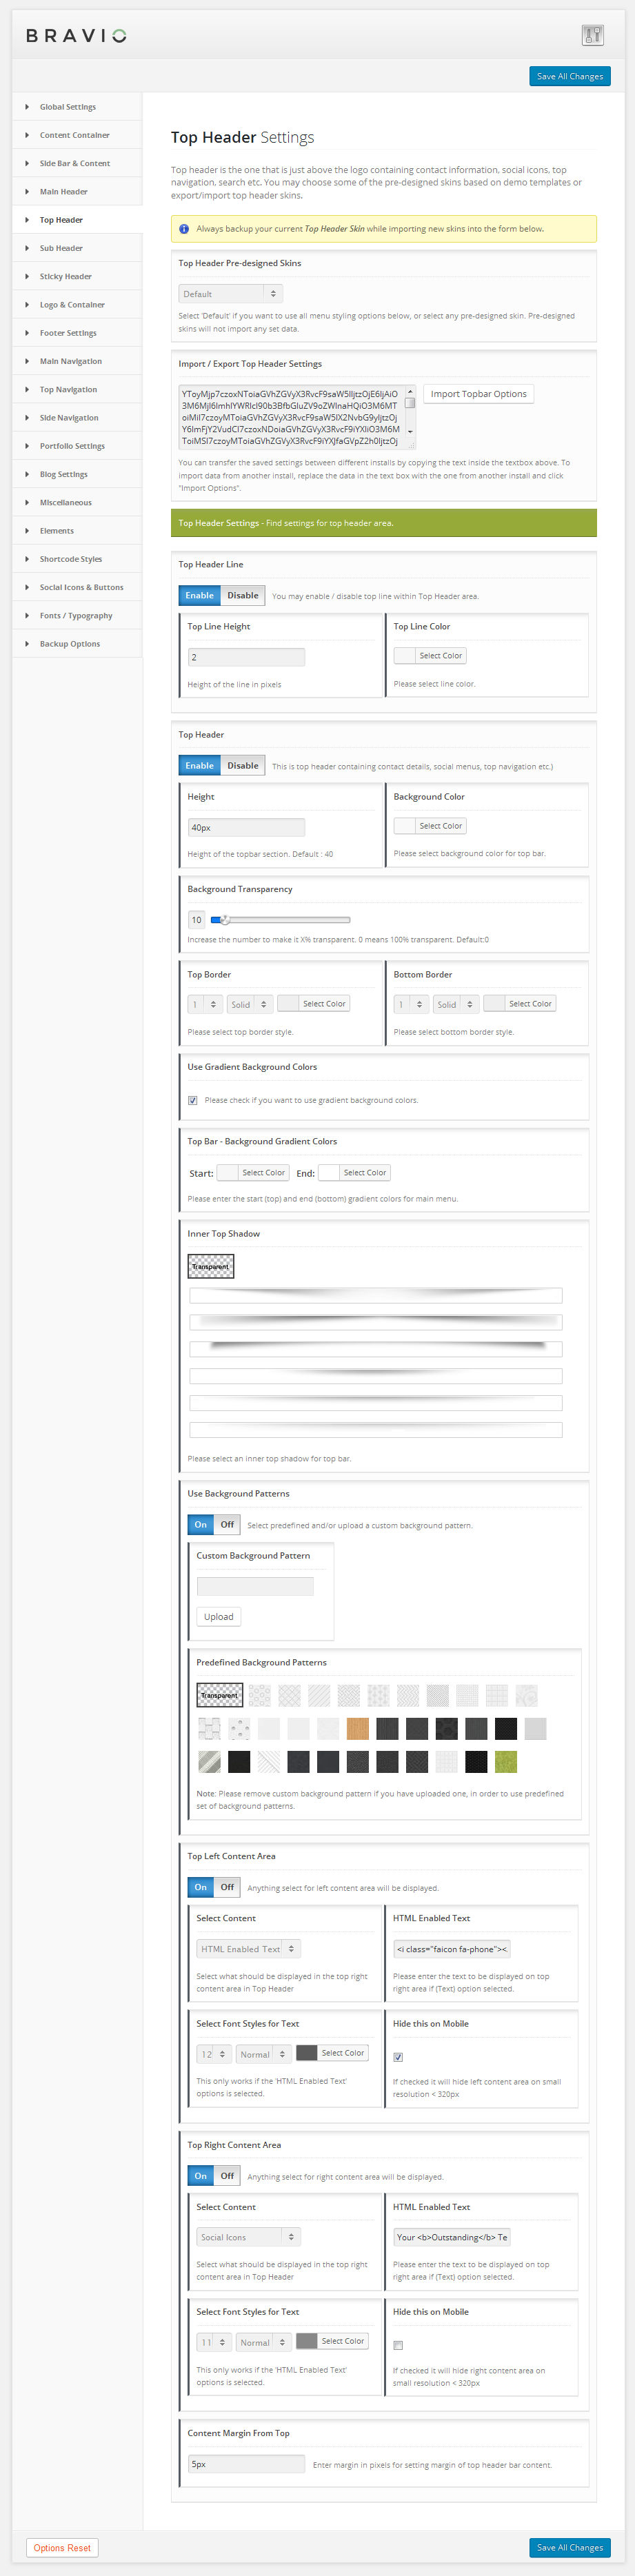 BRAVIO
Save All Changes
Global Settings
Content Container
Side Bar & Content
Main Header
Top Header
Sub Header
Sticky Header
Logo & Container
Footer Settings
Main Navigation
Top Navigation
Side Navigation
Portfolio Settings
Blog Settings
Miscellaneous
Elements
Shortcode Styles
Social Icons & Buttons
Fonts / Typography
Backup Options
Top Header Settings
Top header is the one that is just above the logo containing contact information, social icons, top
navigation, search etc. You may choose some of the pre-designed skins based on demo templates or
export/import top header skins.
Always backup your current Top Header Skin while importing new skins into the form below.
Top Header Pre-designed Skins
Default
Select 'Default' if you want to use all menu styling options below, or select any pre-designed skin. Pre-designed
skins will not import any set data.
Import / Export Top Header Settings
Import Topbar Options
You can transfer the saved settings between different installs by copying the text inside the textbox above. To
import data from another install, replace the data in the text box with the one from another install and click
"Import Options".
Top Header Settings - Find settings for top header area.
Top Header Line
Enable Disable You may enable / disable top line within Top Header area.
Top Line Height
2
Height of the line in pixels
Top Line Color
Select Color
Please select line color.
Top Header
Enable Disable This is top header containing contact details, social menus, top navigation etc.)
Height
40px
Height of the topbar section. Default : 40
Background Color
Select Color
Please select background color for top bar.
Background Transparency
10
Increase the number to make it X% transparent. 0 means 100% transparent. Default:0
Top Border
1 Solid Select Color
Please select top border style.
Bottom Border
1 Solid Select Color
Please select bottom border style.
Use Gradient Background Colors
Please check if you want to use gradient background colors.
Top Bar - Background Gradient Colors
Start: Select Color End: Select Color
Please enter the start (top) and end (bottom) gradient colors for main menu.
Inner Top Shadow
Transparent
Please select an inner top shadow for top bar.
Use Background Patterns
On Off Select predefined and/or upload a custom background pattern.
Custom Background Pattern
Upload
Predefined Background Patterns
Transparent
Note: Please remove custom background pattern if you have uploaded one, in order to use predefined
set of background patterns.
Top Left Content Area
On Off Anything select for left content area will be displayed.
Select Content
HTML Enabled Text
Select what should be displayed in the top right
content area in Top Header
HTML Enabled Text
<i class="faicon fa-phone"><
Please enter the text to be displayed on top
right area if (Text) option selected.
Select Font Styles for Text
12 Normal Select Color
This only works if the 'HTML Enabled Text'
options is selected.
Hide this on Mobile
If checked it will hide left content area on small
resolution < 320px
Top Right Content Area
On Off Anything select for right content area will be displayed.
Select Content
Social Icons
Select what should be displayed in the top right
content area in Top Header
HTML Enabled Text
Your <b>Outstanding</b> Te
Please enter the text to be displayed on top
right area if (Text) option selected.
Select Font Styles for Text
11 Normal Select Color
This only works if the 'HTML Enabled Text'
options is selected.
Hide this on Mobile
If checked it will hide right content area on
small resolution < 320px
Content Margin From Top
5px Enter margin in pixels for setting margin of top header bar content.
Options Reset
Save All Changes